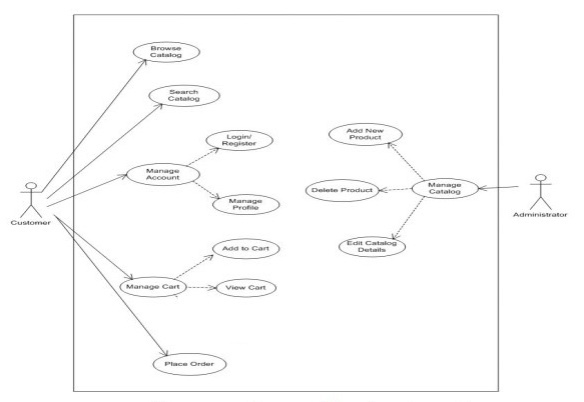 Browse
Catalog
Search
Catalog
Login/
Register
Add New
Product
Manage
Account
Manage
Catalog
Delete Product
Manage
Profile
Customer
Administrator
Add to Cart
Edit Catalog
Details
Manage Cart
View Cart
Place Order